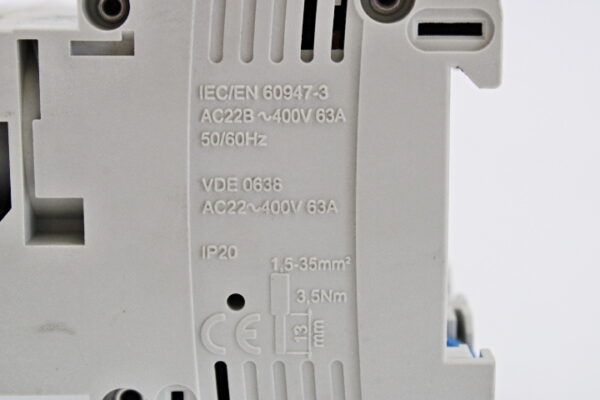 IEC/EN 60947-3
AC22B ~400V 63A
50/60Hz
VDE 0638
AC22~400V 63A
IP20
1,5-35mm²
3,5Nm
13
mm
CE